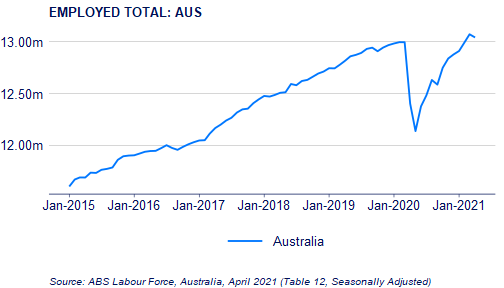 EMPLOYED TOTAL: AUS
13.00m
12.50m
12.00m
Jan-2015 Jan-2016 Jan-2017 Jan-2018 Jan-2019 Jan-2020 Jan-2021
Australia
Source: ABS Labour Force, Australia, April 2021 (Table 12, Seasonally Adjusted)